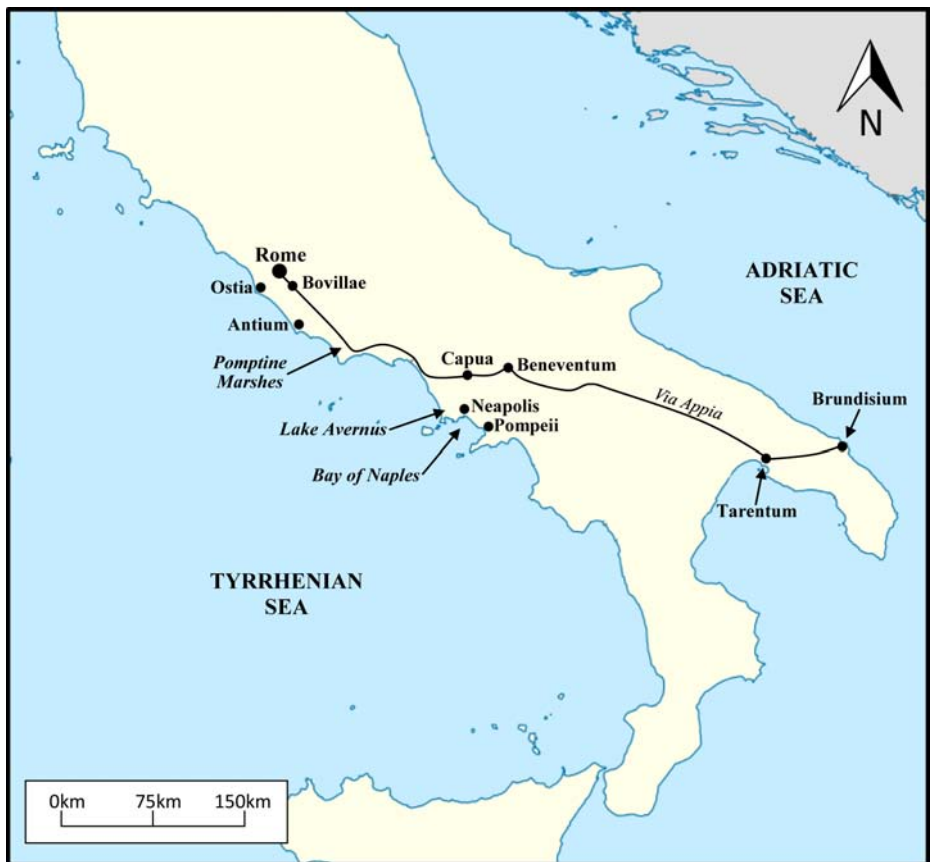 N
Rome
Ostia
Bovillae
ADRIATIC
SEA
Antium
Pomptine
Marshes
Capua
Beneventum
Via Appia
Brundisium
Lake Avernus
Neapolis
Pompeii
Bay of Naples
Tarentum
TYRRHENIAN
SEA
0km 75km 150km